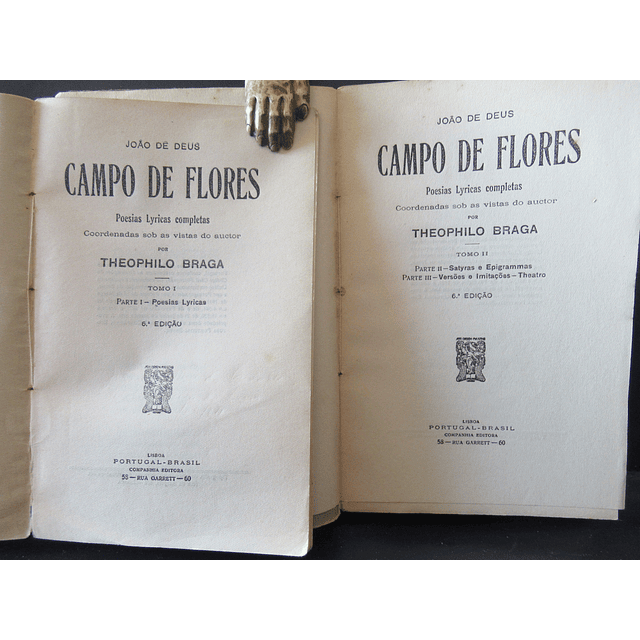 JOÃO DE DEUS
CAMPO DE FLORES
Poesias Lyricas completas
Coordenadas sob as vistas do auctor
POR
THEOPHILO BRAGA
TOMO I
PARTE I — Poesias Lyricas
6.ª EDIÇÃO
LISBOA
PORTUGAL-BRASIL
COMPANHIA EDITORA
58 — RUA GARRETT — 60
JOÃO DE DEUS
CAMPO DE FLORES
Poesias Lyricas completas
Coordenadas sob as vistas do auctor
POR
THEOPHILO BRAGA
TOMO II
PARTE II — Satyras e Epigrammas
PARTE III — Versões e Imitações — Theatro
6.ª EDIÇÃO
LISBOA
PORTUGAL-BRASIL
COMPANHIA EDITORA
58 — RUA GARRETT — 60